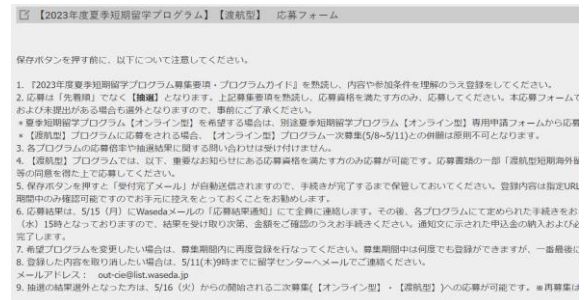 【2023年度夏季短期留学プログラム】【渡航型】 応募フォーム
保存ボタンを押す前に、以下について注意してください。
1. 『2023年度夏季短期留学プログラム募集要項・プログラムガイド』を熟読し、内容や参加条件を理解のうえ登録をしてください。
2. 応募は「先着順」でなく【抽選】となります。上記募集要項を熟読し、応募資格を満たす方のみ、応募してください。本応募フォームで
および未提出がある場合も選外となりますので、事前にご了承ください。
* 夏季短期留学プログラム【オンライン型】を希望する場合は、別途夏季短期留学プログラム【オンライン型】専用申請フォームから応募
* 【渡航型】プログラムに応募をされる場合、【オンライン型】プログラム一次募集(5/8~5/11)との併願は原則不可となります。
3. 各プログラムの応募倍率や抽選結果に関する問い合わせは受け付けません。
4. 【渡航型】プログラムでは、以下、重要なお知らせにある応募資格を満たす方のみ応募が可能です。応募書類の一部「渡航型短期海外留
等の同意を得た上で応募してください。
5. 保存ボタンを押すと「受付完了メール」が自動送信されますので、手続きが完了するまで保管しておいてください。登録内容は指定URL
期間中のみ確認可能ですのでお手元に控えをとっておくことをお勧めします。
6. 応募結果は、5/15（月）にWasedaメールの「応募結果通知」にて全員に連絡します。その後、各プログラムにて定められた手続きをお
（水）15時となっておりますので、結果を受け取り次第、金額をご確認のうえお手続きください。通知文に示された申込金の納入および必
完了します。
7. 希望プログラムを変更したい場合は、募集期間内に再度登録を行なってください。募集期間中は何度でも登録ができますが、一番最後に
8. 登録した内容を取り消したい場合は、5/11(木)9時までに留学センターへメールでご連絡ください。
メールアドレス： out-cie@list.waseda.jp
9. 抽選の結果選外となった方は、5/16（火）からの開始される二次募集(【オンライン型】・【渡航型】)への応募が可能です。※再募集は